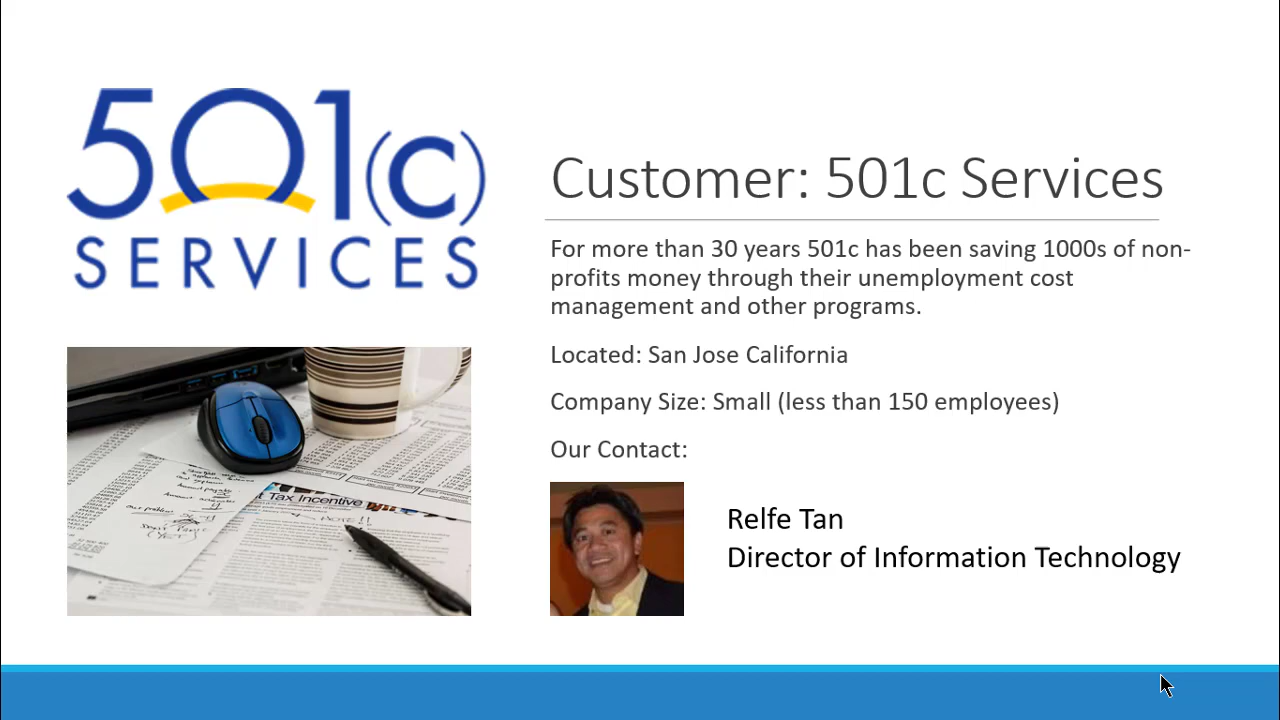 501(c)
SERVICES
Customer: 501c Services
For more than 30 years 501c has been saving 1000s of non-
profits money through their unemployment cost
management and other programs.
Located: San Jose California
Company Size: Small (less than 150 employees)
Our Contact:
Tax Incentive
NOTE!!
Relfe Tan
Director of Information Technology